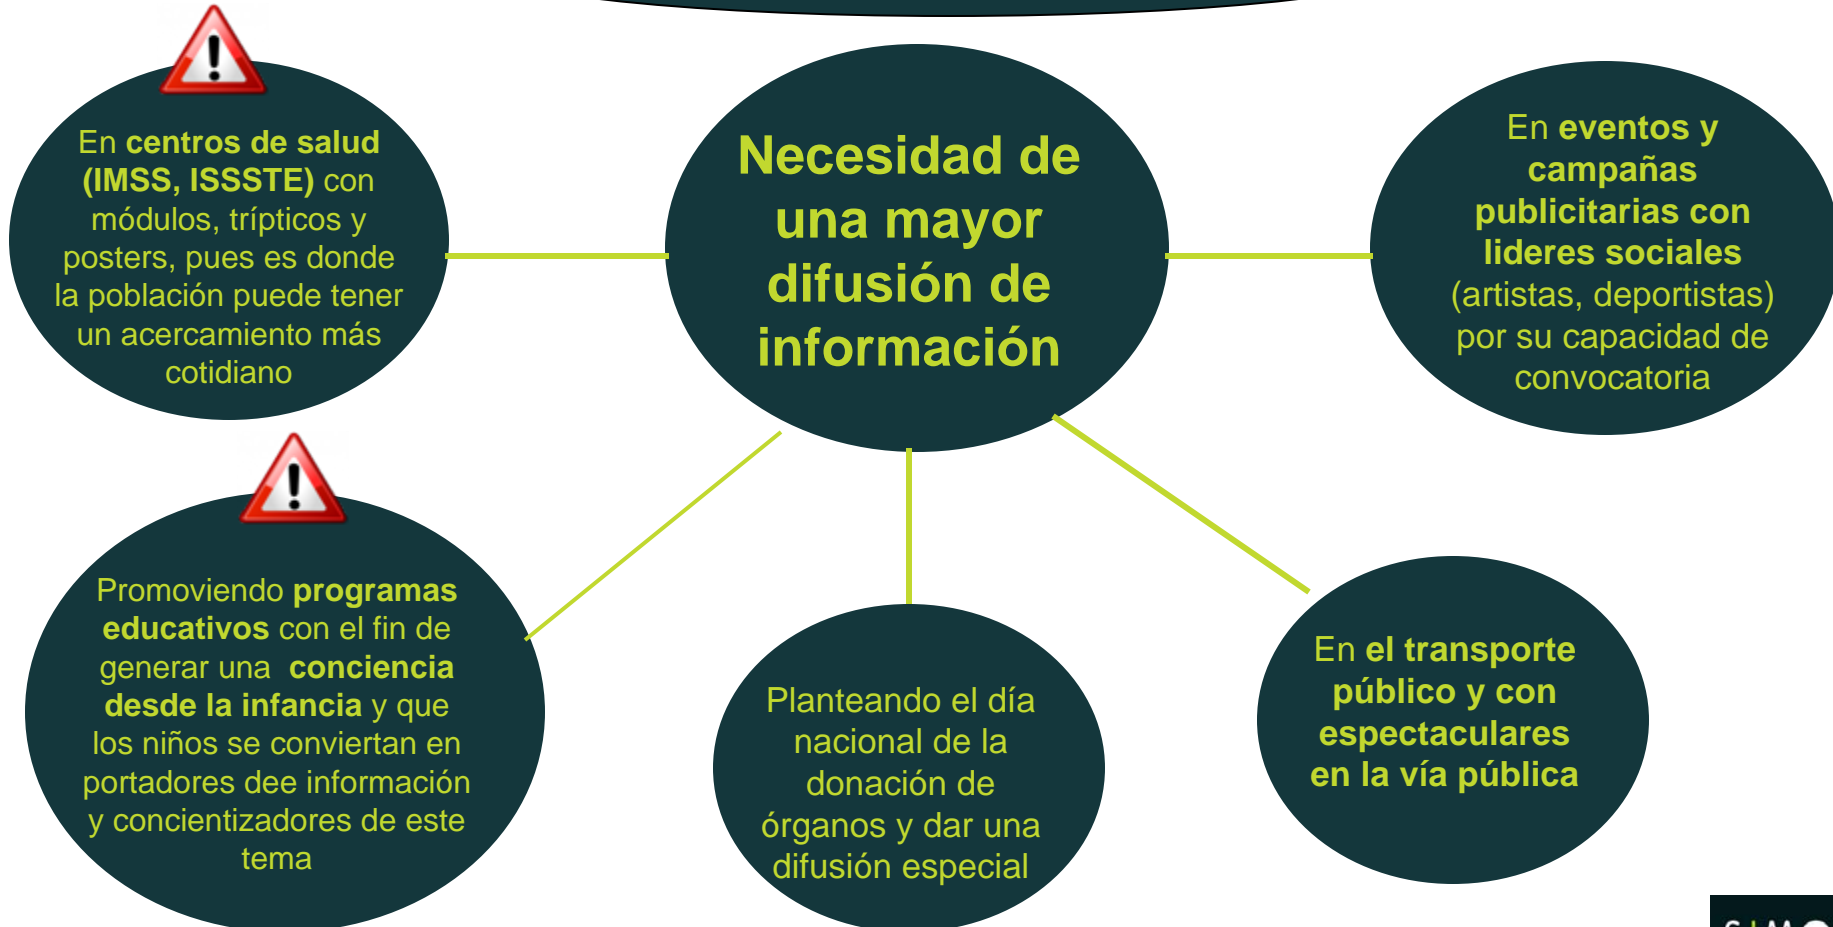 En centros de salud
(IMSS, ISSSTE) con
módulos, trípticos y
posters, pues es donde
la población puede tener
un acercamiento más
cotidiano
Necesidad de
una mayor
difusión de
información
En eventos y
campañas
publicitarias con
lideres sociales
(artistas, deportistas)
por su capacidad de
convocatoria
Promoviendo programas
educativos con el fin de
generar una conciencia
desde la infancia y que
los niños se conviertan en
portadores dee información
y concientizadores de este
tema
Planteando el día
nacional de la
donación de
órganos y dar una
difusión especial
En el transporte
público y con
espectaculares
en la vía pública